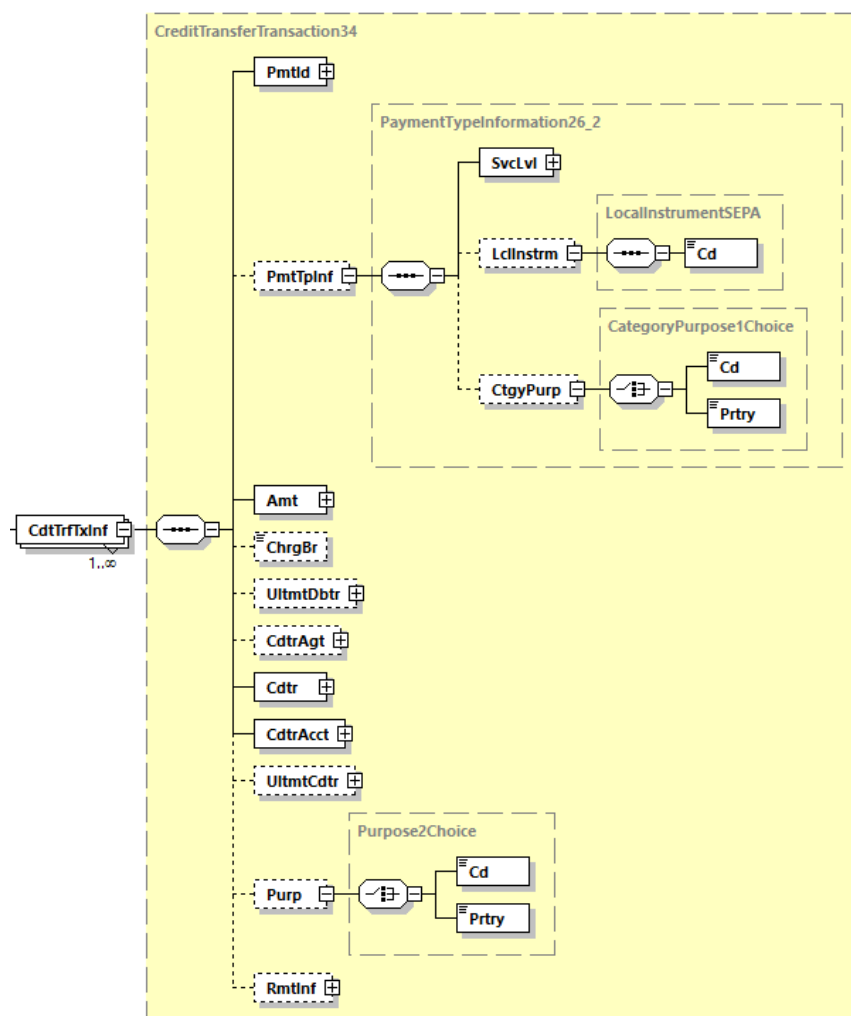 CreditTransferTransaction34
PmtId
PaymentTypeInformation26_2
SvcLvl
LocalInstrumentSEPA
LclInstrm
Cd
PmtTpInf
CategoryPurpose1Choice
Cd
CtgyPurp
Prtry
Amt
CdtTrfTxInf
1..∞
ChrgBr
UltmtDbtr
CdtrAgt
Cdtr
CdtrAcct
UltmtCdtr
Purpose2Choice
Cd
Purp
Prtry
RmtInf